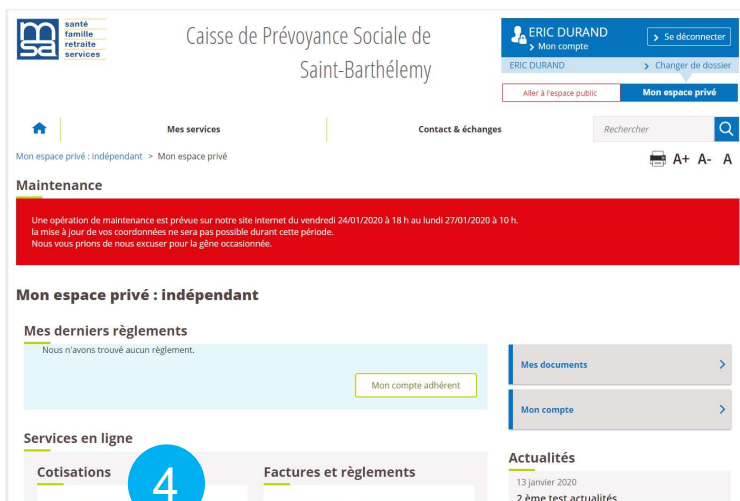 santé
famille
retraite
services
msa
Caisse de Prévoyance Sociale de
Saint-Barthélemy
ERIC DURAND
> Mon compte
> Se déconnecter
ERIC DURAND
> Changer de dossier
Aller à l'espace public
Mon espace privé
Mes services
Contact & échanges
Rechercher
Mon espace privé : indépendant > Mon espace privé
A+ A- A
Maintenance
Une opération de maintenance est prévue sur notre site internet du vendredi 24/01/2020 à 18 h au lundi 27/01/2020 à 10 h.
la mise à jour de vos coordonnées ne sera pas possible durant cette période.
Nous vous prions de nous excuser pour la gêne occasionnée.
Mon espace privé : indépendant
Mes derniers règlements
Nous n'avons trouvé aucun règlement.
Mon compte adhérent
Mes documents
Mon compte
Services en ligne
Cotisations
4
Factures et règlements
Actualités
13 janvier 2020
2 ème test actualités